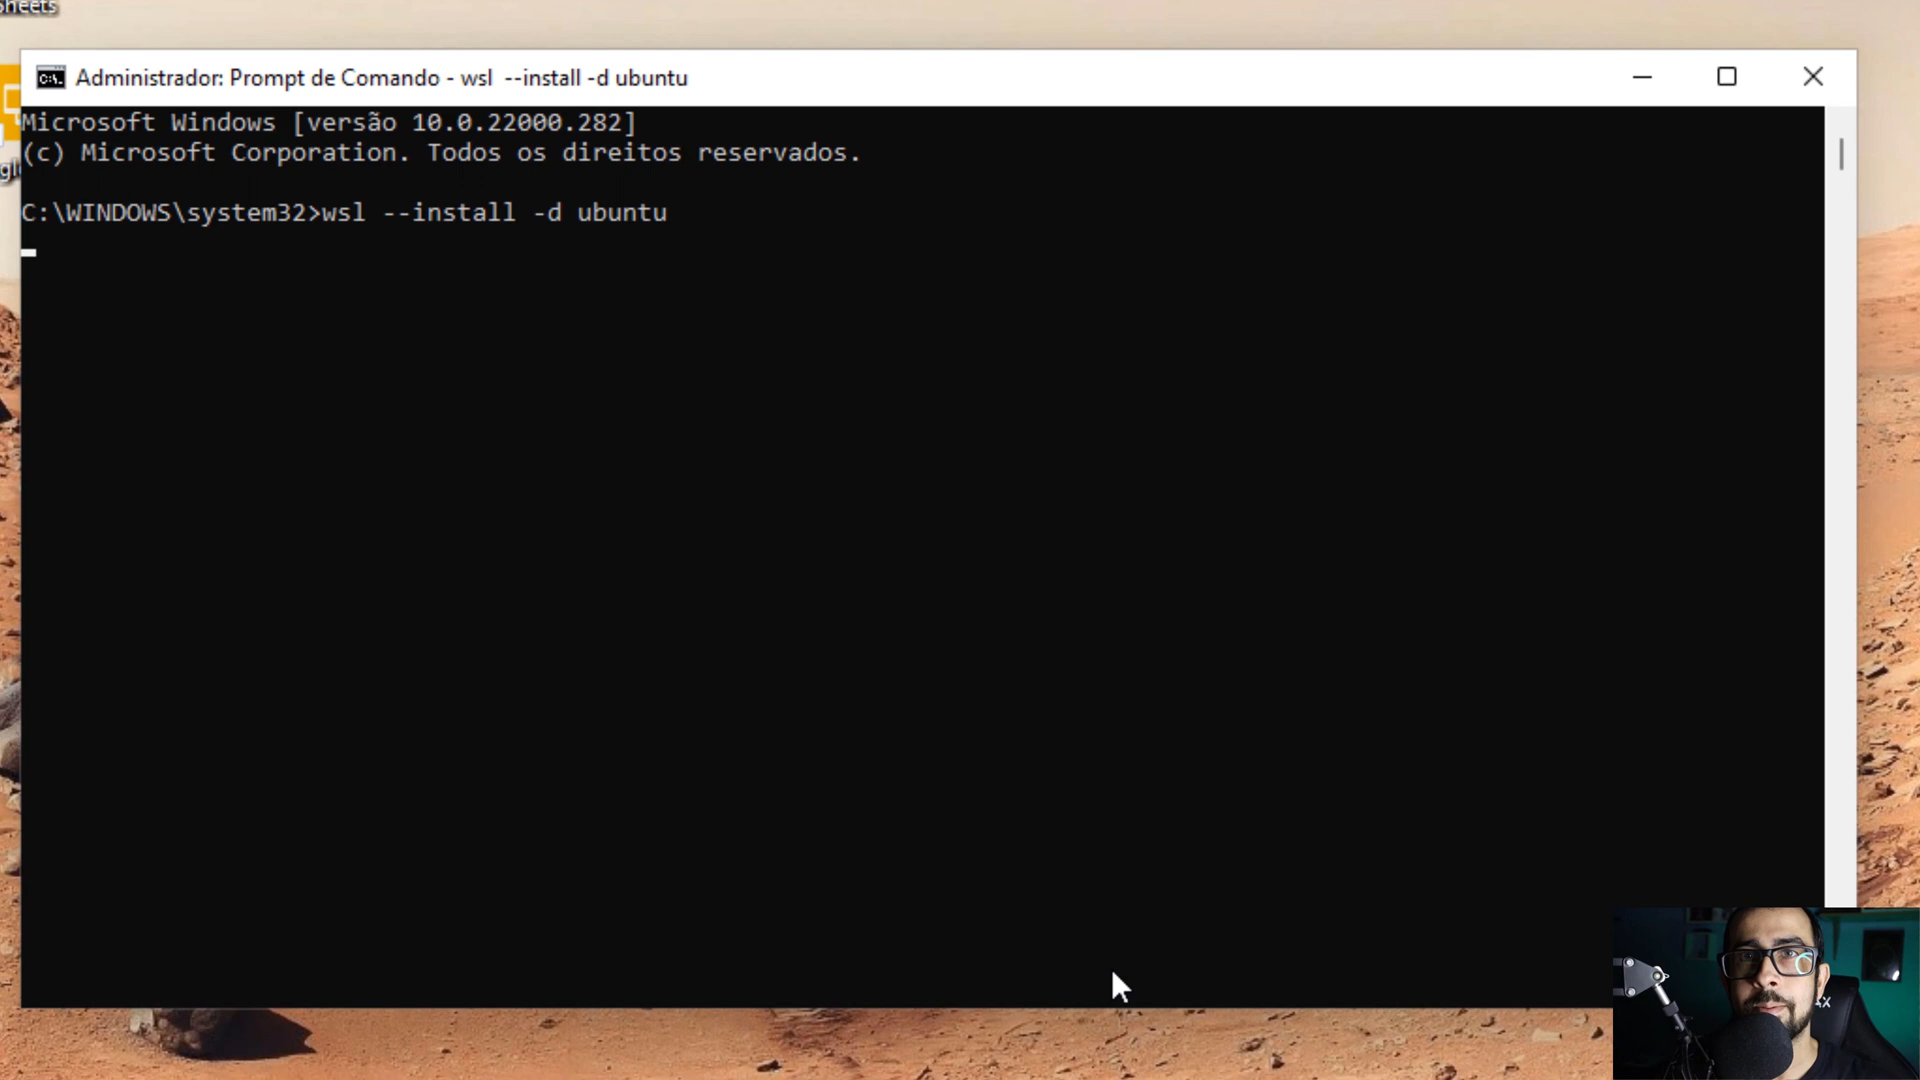 Sheets
Administrador: Prompt de Comando - wsl  --install -d ubuntu
Microsoft Windows [versão 10.0.22000.282]
(c) Microsoft Corporation. Todos os direitos reservados.
C:\WINDOWS\system32>wsl --install -d ubuntu